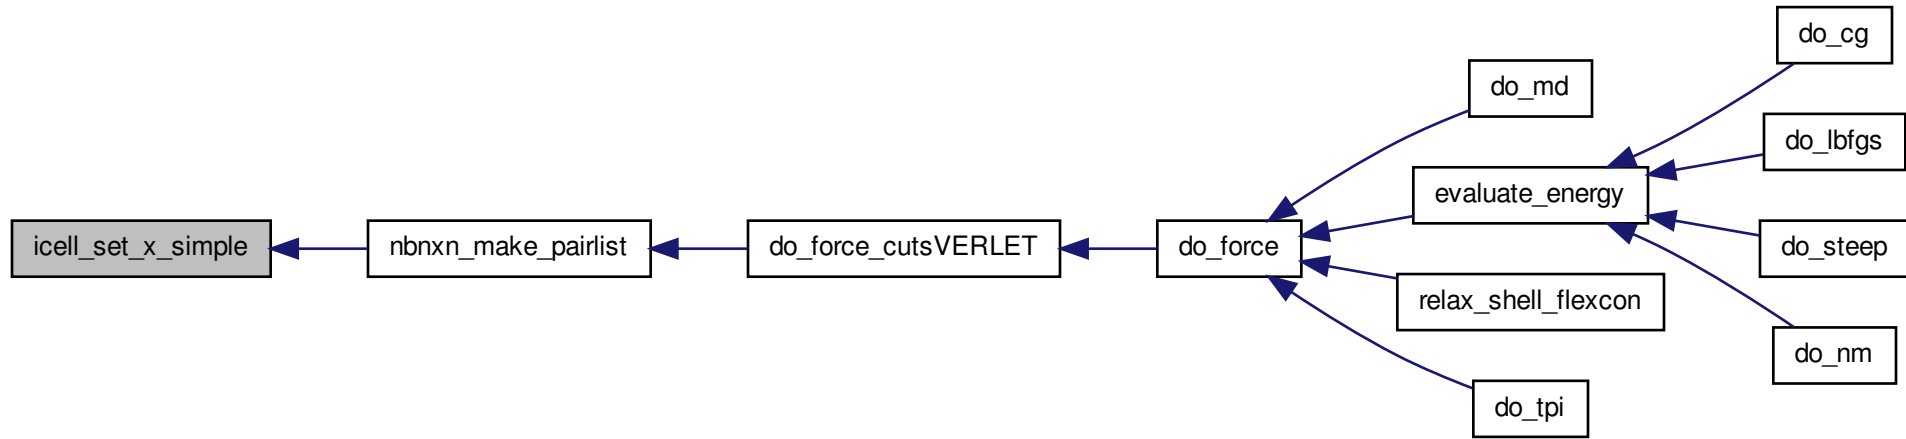 do_cg
do_md
do_lbfgs
evaluate_energy
icell_set_x_simple
nbnxn_make_pairlist
do_force_cutsVERLET
do_force
do_steep
relax_shell_flexcon
do_nm
do_tpi